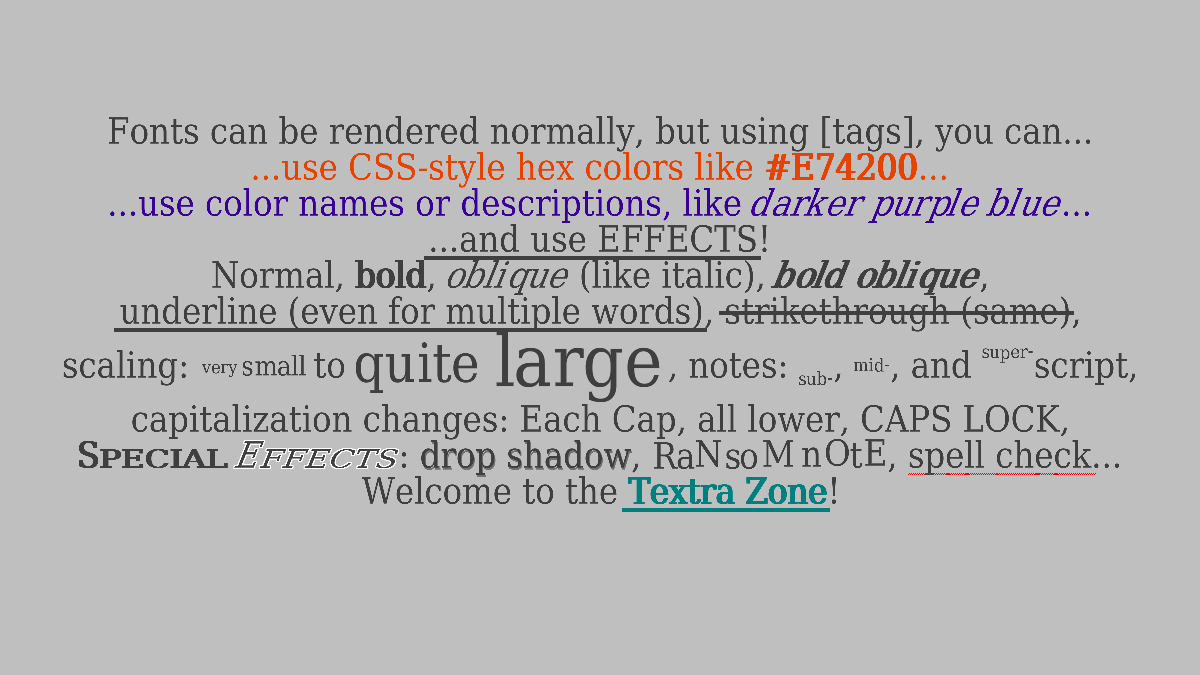 Fonts can be rendered normally, but using [tags], you can...
...use CSS-style hex colors like #E74200...
...use color names or descriptions, like darker purple blue...
...and use EFFECTS!
Normal, bold, oblique (like italic), bold oblique,
underline (even for multiple words), strikethrough (same),
scaling: very small to quite large, notes: sub-, mid-, and super-script,
capitalization changes: Each Cap, all lower, CAPS LOCK,
SPECIAL EFFECTS: drop shadow, RaNsoM nOtE, spell check...
Welcome to the Textra Zone!